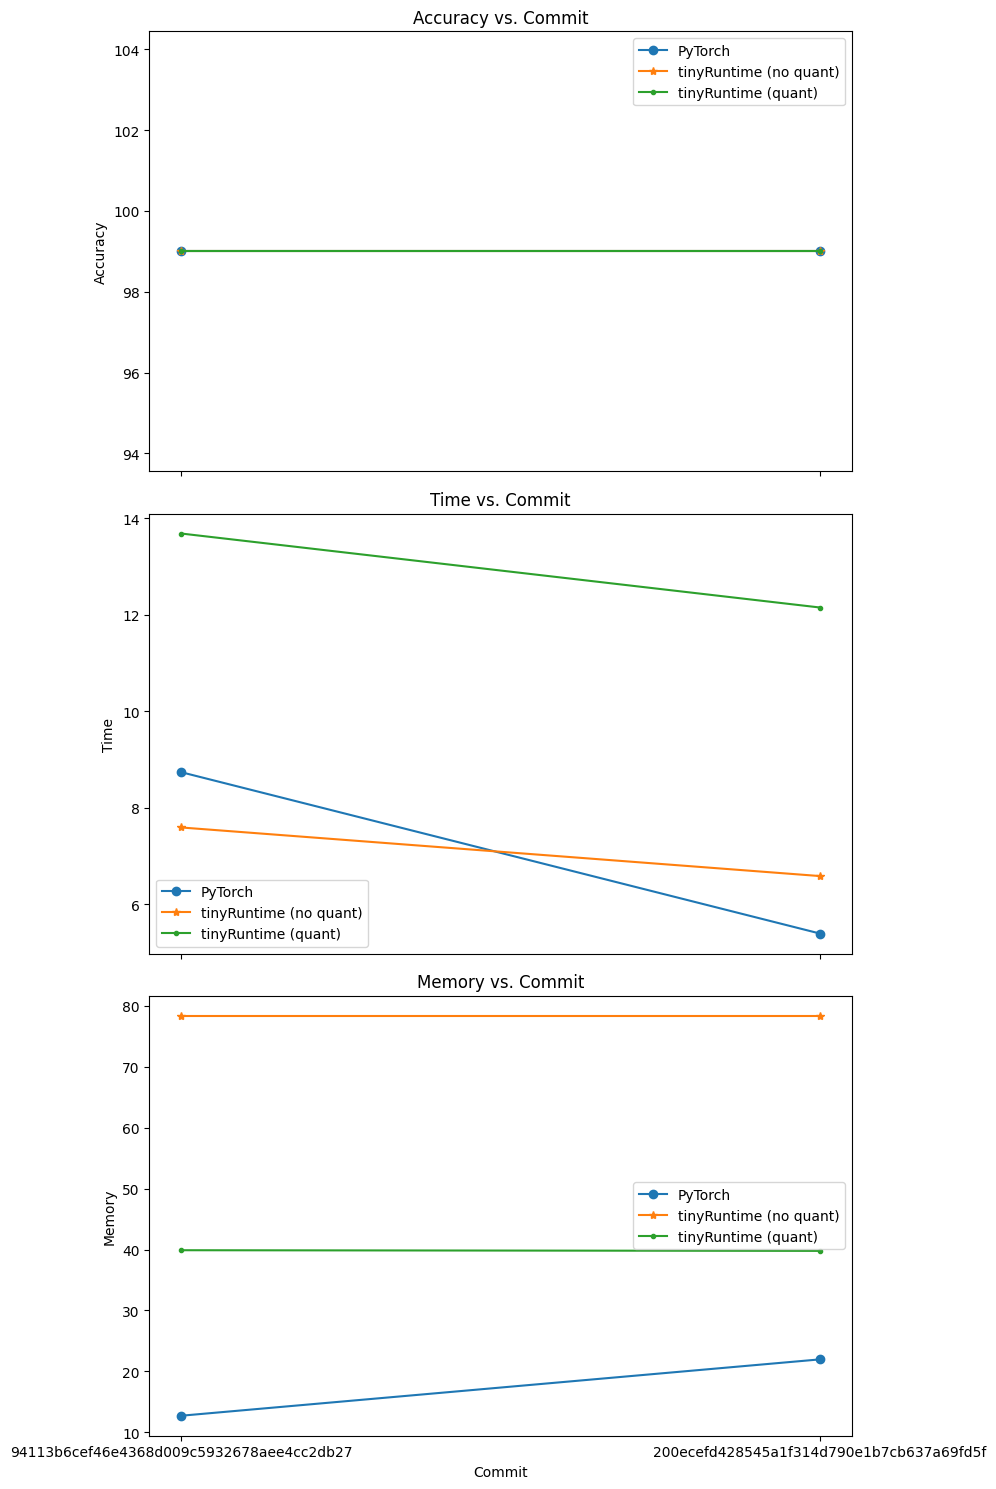 Accuracy vs. Commit
104
102
100
98
96
94
Accuracy
PyTorch
tinyRuntime (no quant)
tinyRuntime (quant)
Time vs. Commit
14
12
10
8
6
Time
PyTorch
tinyRuntime (no quant)
tinyRuntime (quant)
Memory vs. Commit
80
70
60
50
40
30
20
10
Memory
PyTorch
tinyRuntime (no quant)
tinyRuntime (quant)
94113b6cef46e4368d009c5932678aee4cc2db27
200ecefd428545a1f314d790e1b7cb637a69fd5f
Commit